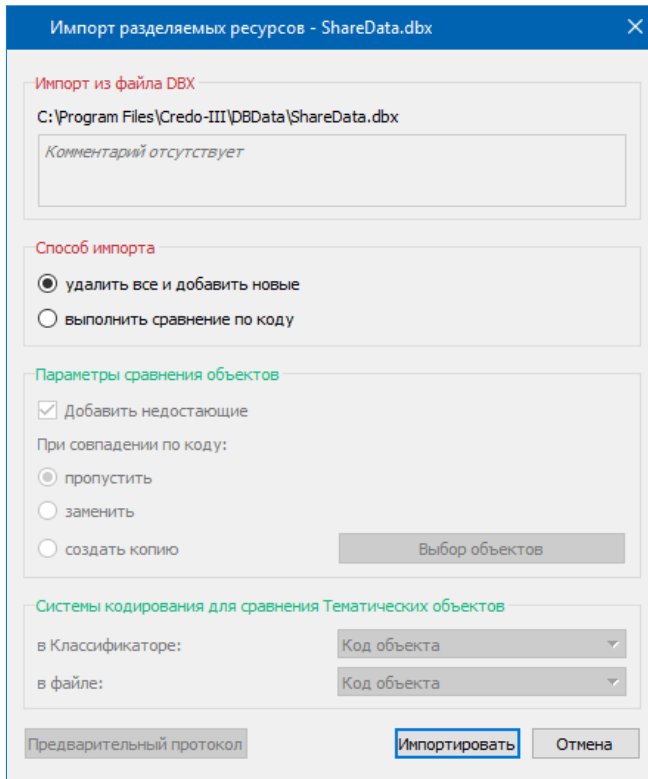 Импорт разделяемых ресурсов - ShareData.dbx
Импорт из файла DBX
C:\Program Files\Credo-III\DBData\ShareData.dbx
Комментарий отсутствует
Способ импорта
удалить все и добавить новые
выполнить сравнение по коду
Параметры сравнения объектов
Добавить недостающие
При совпадении по коду:
пропустить
заменить
создать копию
Выбор объектов
Системы кодирования для сравнения Тематических объектов
в Классификаторе:
Код объекта
в файле:
Код объекта
Предварительный протокол
Импортировать
Отмена